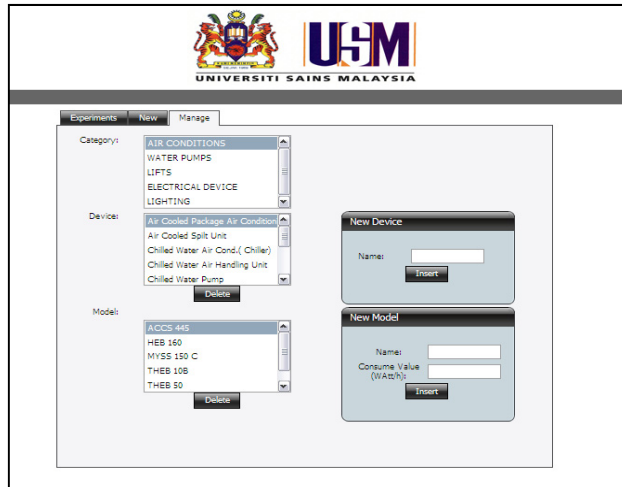 USM
UNIVERSITI SAINS MALAYSIA
Experiments New Manage
Category:
AIR CONDITIONS
WATER PUMPS
LIFTS
ELECTRICAL DEVICE
LIGHTING
Device:
Air Cooled Package Air Condition
Air Cooled Spilt Unit
Chilled Water Air Cond.( Chiller)
Chilled Water Air Handling Unit
Chilled Water Pump
Delete
New Device
Name:
Insert
Model:
ACCS 445
HEB 160
MYSS 150 C
THEB 10B
THEB 50
Delete
New Model
Name:
Consume Value
(WAtt/h):
Insert